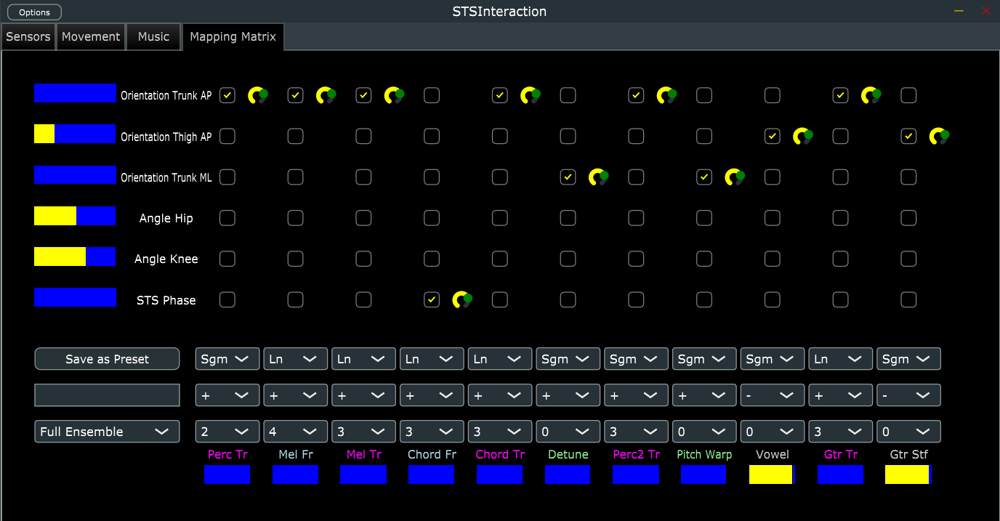 Options
STSInteraction
Sensors Movement Music Mapping Matrix
Orientation Trunk AP
Orientation Thigh AP
Orientation Trunk ML
Angle Hip
Angle Knee
STS Phase
Save as Preset Sgm Ln Ln Ln Ln Sgm Sgm Sgm Sgm Ln Sgm
+ + + + + + + + - + -
Full Ensemble 2 4 3 3 3 0 3 0 0 3 0
Perc Tr Mel Fr Mel Tr Chord Fr Chord Tr Detune Perc2 Tr Pitch Warp Vowel Gtr Tr Gtr Stf